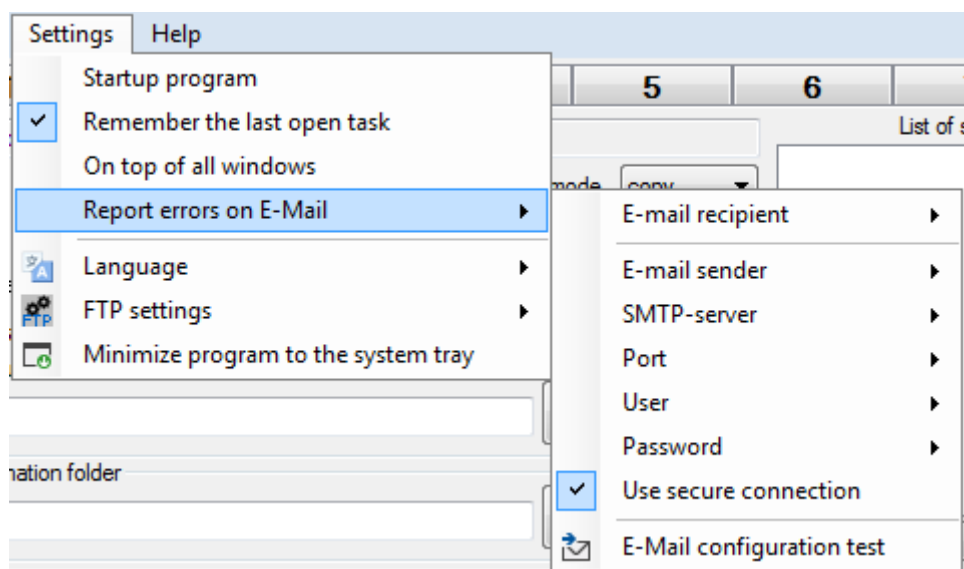 Settings Help
Startup program
5 6
Remember the last open task
List of
On top of all windows
mode copy
Report errors on E-Mail
E-mail recipient
Language
E-mail sender
FTP settings
FTP
SMTP-server
Minimize program to the system tray
Port
User
Password
nation folder
Use secure connection
E-Mail configuration test